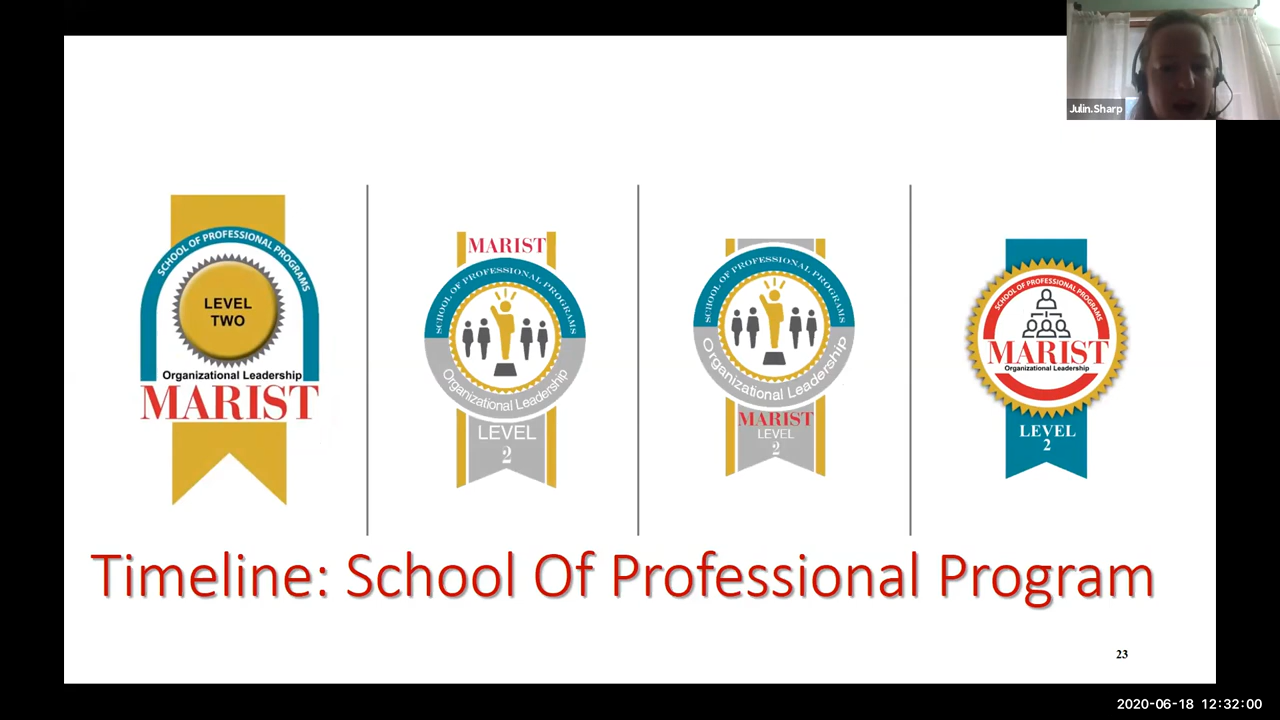 Julin.Sharp
SCHOOL OF PROFESSIONAL PROGRAMS
LEVEL
TWO
Organizational Leadership
MARIST
MARIST
SCHOOL OF PROFESSIONAL PROGRAMS
Organizational Leadership
LEVEL
2
SCHOOL OF PROFESSIONAL PROGRAMS
Organizational Leadership
MARIST
LEVEL
2
SCHOOL OF PROFESSIONAL PROGRAMS
MARIST
Organizational Leadership
LEVEL
2
Timeline: School Of Professional Program
23
2020-06-18 12:32:00